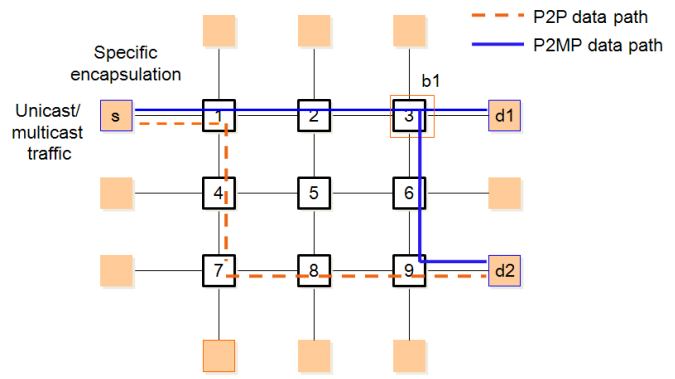 P2P data path
P2MP data path
Specific
encapsulation
b1
Unicast/
multicast
traffic
s
1
2
3
d1
4
5
6
7
8
9
d2